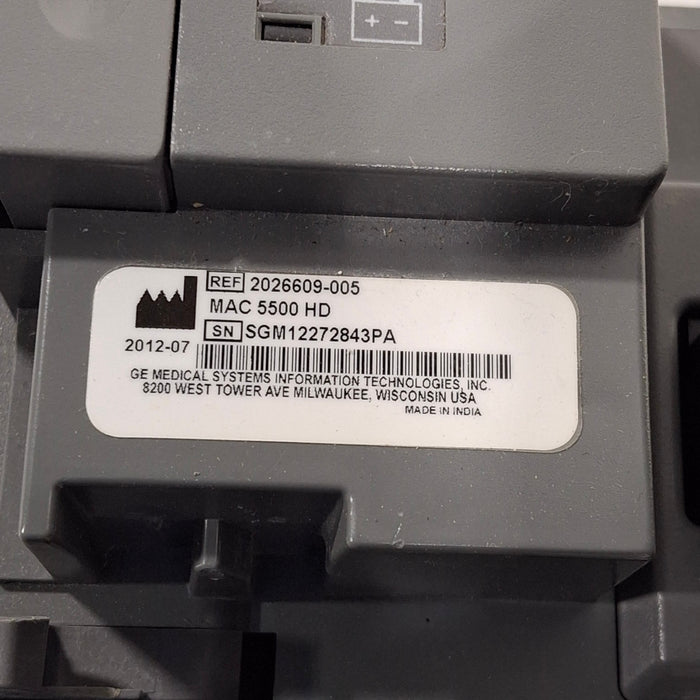 REF 2026609-005
MAC 5500 HD
SN SGM12272843PA
2012-07
GE MEDICAL SYSTEMS INFORMATION TECHNOLOGIES, INC.
8200 WEST TOWER AVE MILWAUKEE, WISCONSIN USA
MADE IN INDIA